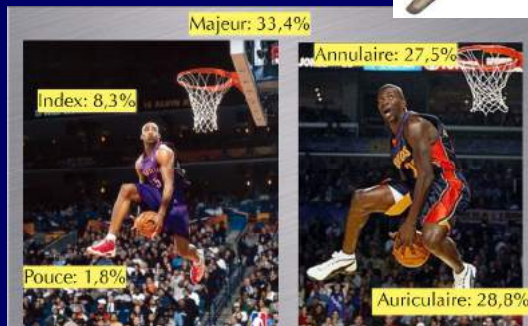 Majeur: 33,4%
Annulaire: 27,5%
Index: 8,3%
Pouce: 1,8%
Auriculaire: 28,8%